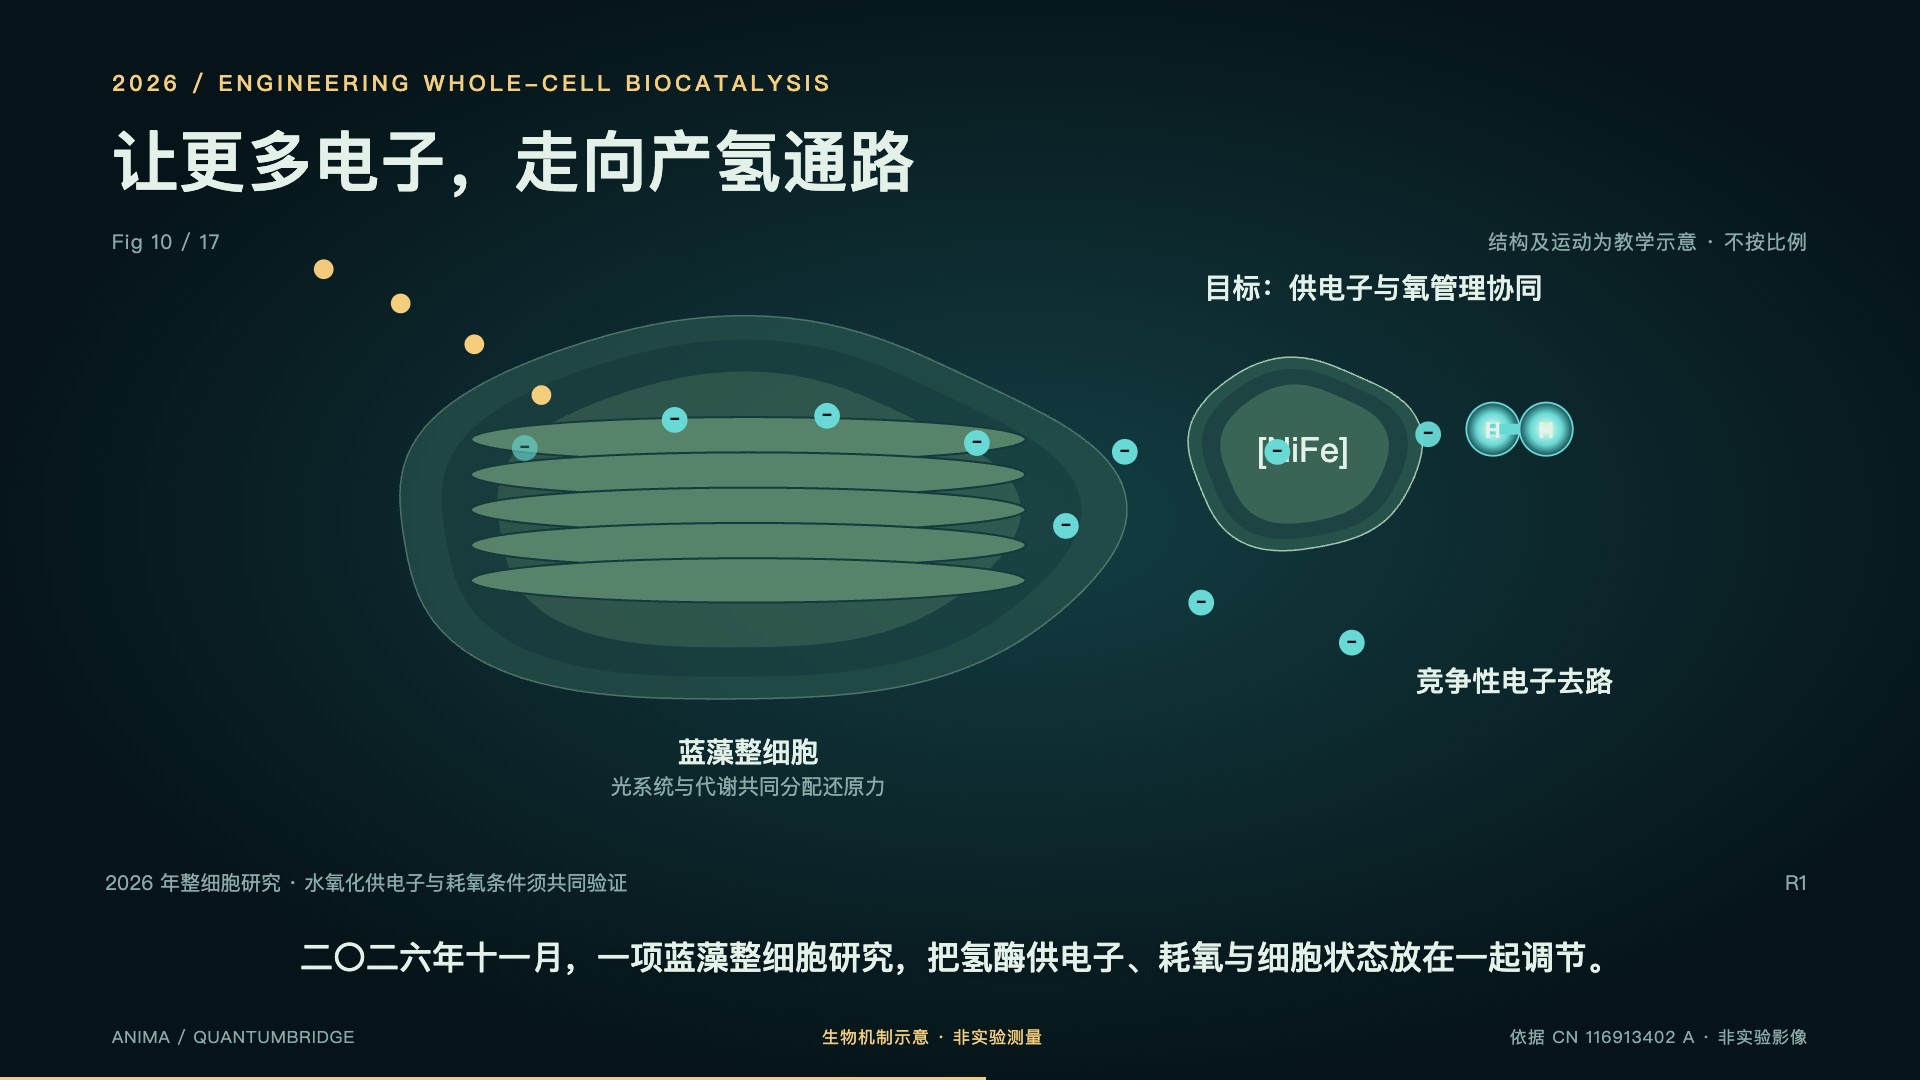 2026 / ENGINEERING WHOLE–CELL BIOCATALYSIS
让更多电子，走向产氢通路
Fig 10 / 17
结构及运动为教学示意 · 不按比例
目标：供电子与氧管理协同
[NiFe]
竞争性电子去路
蓝藻整细胞
光系统与代谢共同分配还原力
2026 年整细胞研究 · 水氧化供电子与耗氧条件须共同验证
R1
二〇二六年十一月，一项蓝藻整细胞研究，把氢酶供电子、耗氧与细胞状态放在一起调节。
ANIMA / QUANTUMBRIDGE
生物机制示意 · 非实验测量
依据 CN 116913402 A · 非实验影像